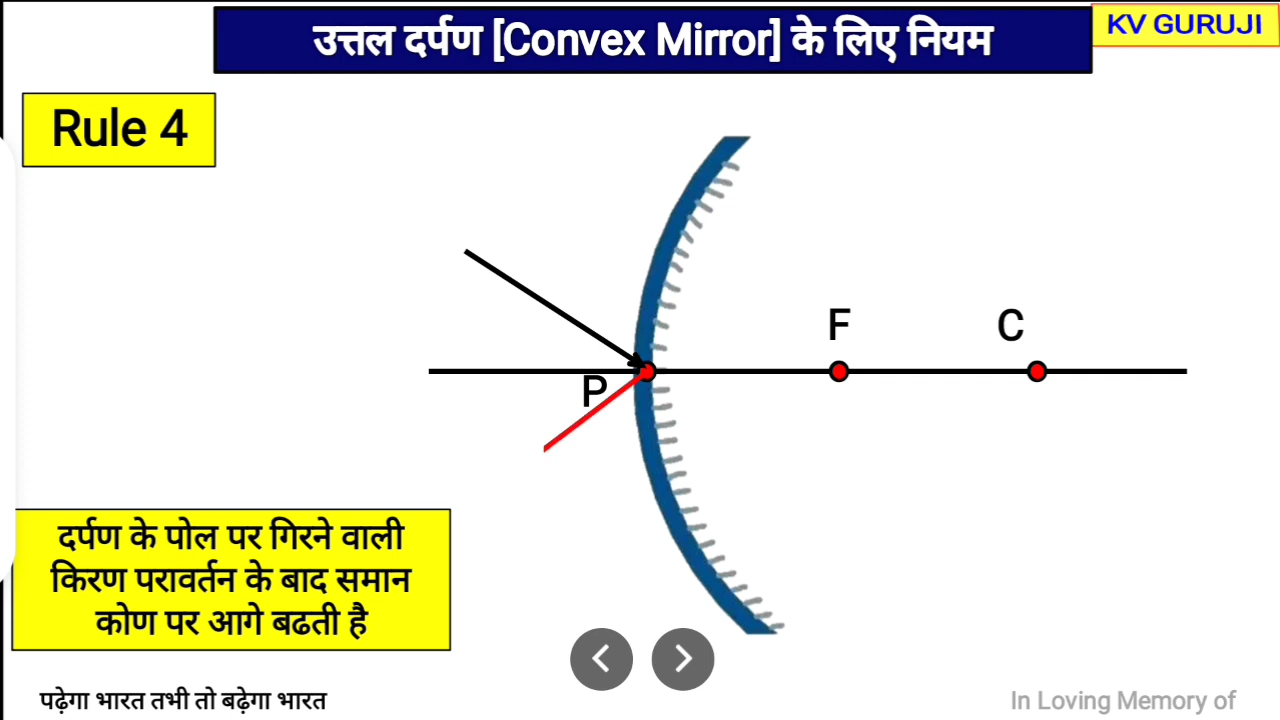 उत्तल दर्पण [Convex Mirror] के लिए नियम
KV GURUJI
Rule 4
F
C
P
दर्पण के पोल पर गिरने वाली
किरण परावर्तन के बाद समान
कोण पर आगे बढती है
पढ़ेगा भारत तभी तो बढ़ेगा भारत
In Loving Memory of